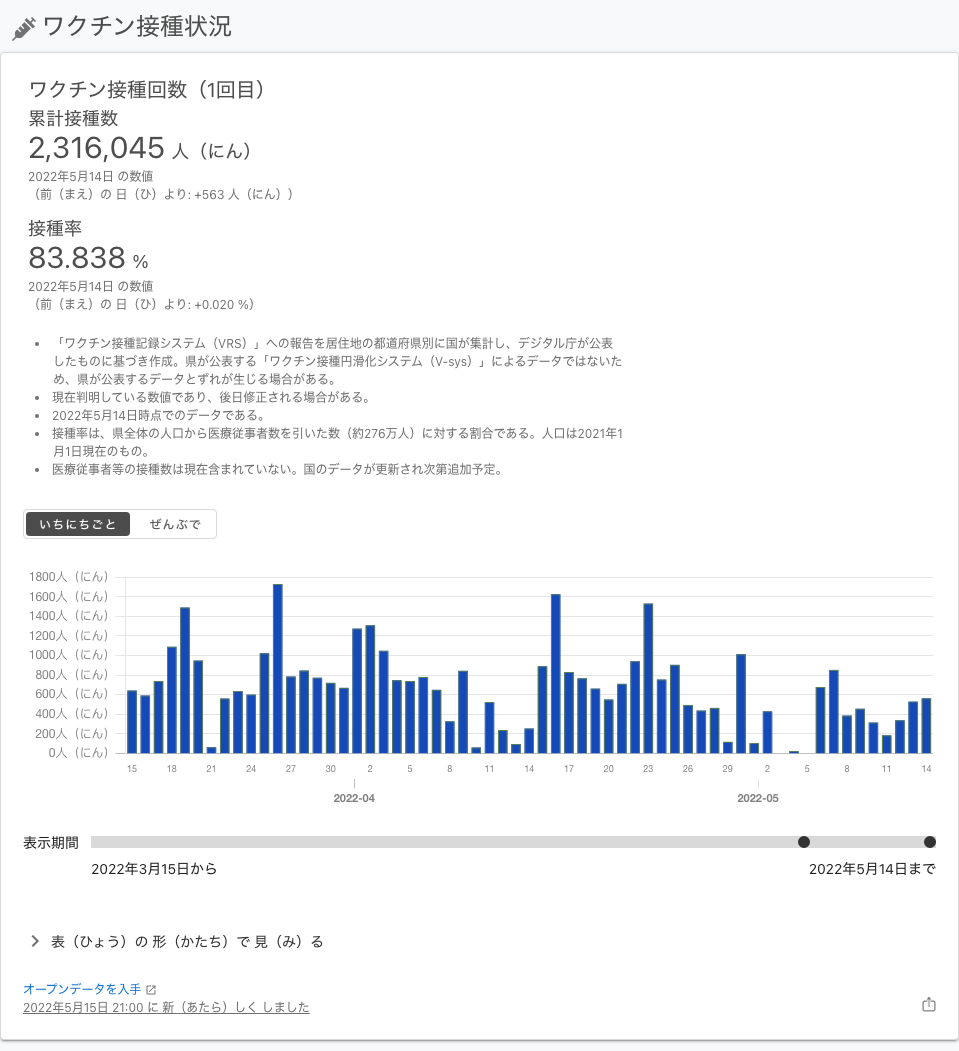 ワクチン接種状況
ワクチン接種回数（1回目）
累計接種数
2,316,045 人（にん）
2022年5月14日 の数値
（前（まえ）の 日（ひ）より: +563 人（にん））
接種率
83.838 %
2022年5月14日 の数値
（前（まえ）の 日（ひ）より: +0.020 %）
• 「ワクチン接種記録システム（VRS）」への報告を居住地の都道府県別に国が集計し、デジタル庁が公表
したものに基づき作成。県が公表する「ワクチン接種円滑化システム（V-sys）」によるデータではないた
め、県が公表するデータとずれが生じる場合がある。
• 現在判明している数値であり、後日修正される場合がある。
• 2022年5月14日時点でのデータである。
• 接種率は、県全体の人口から医療従事者数を引いた数（約276万人）に対する割合である。人口は2021年1
月1日現在のもの。
• 医療従事者等の接種数は現在含まれていない。国のデータが更新され次第追加予定。
いちにちごと ぜんぶで
1800人（にん）
1600人（にん）
1400人（にん）
1200人（にん）
1000人（にん）
800人（にん）
600人（にん）
400人（にん）
200人（にん）
0人（にん）
15 18 21 24 27 30 2 5 8 11 14 17 20 23 26 29 2 5 8 11 14
2022-04 2022-05
表示期間
2022年3月15日から 2022年5月14日まで
表（ひょう）の 形（かたち）で 見（み）る
オープンデータを入手
2022年5月15日 21:00 に 新（あたら）しく しました